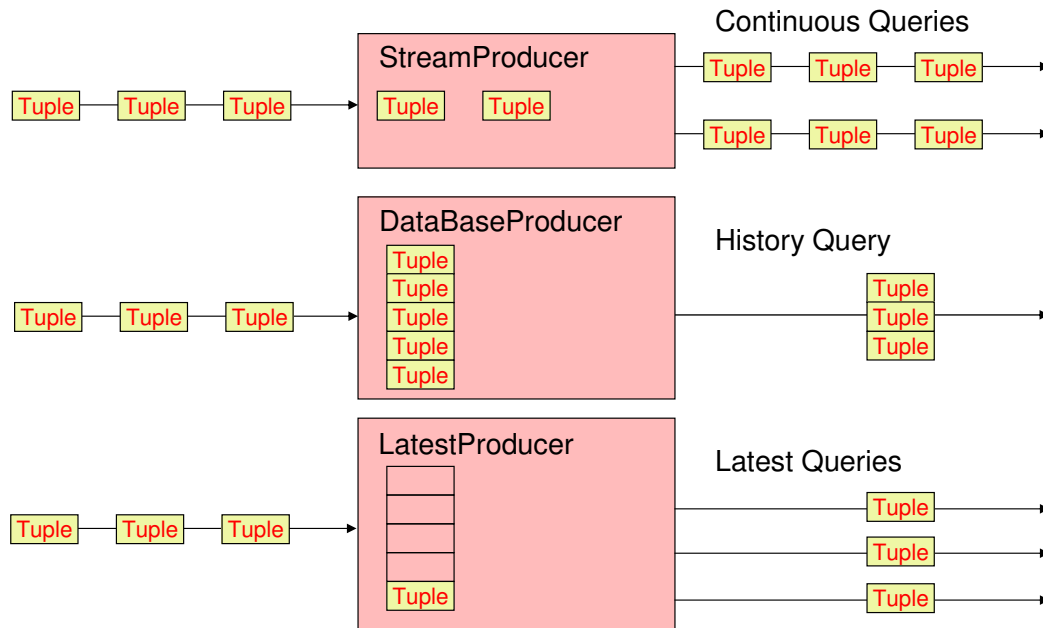 Continuous Queries
StreamProducer
Tuple Tuple Tuple
Tuple Tuple Tuple Tuple Tuple
Tuple Tuple Tuple
DataBaseProducer
History Query
Tuple
Tuple
Tuple
Tuple Tuple Tuple Tuple Tuple
Tuple
Tuple
Tuple
LatestProducer
Latest Queries
Tuple
Tuple Tuple Tuple
Tuple
Tuple
Tuple